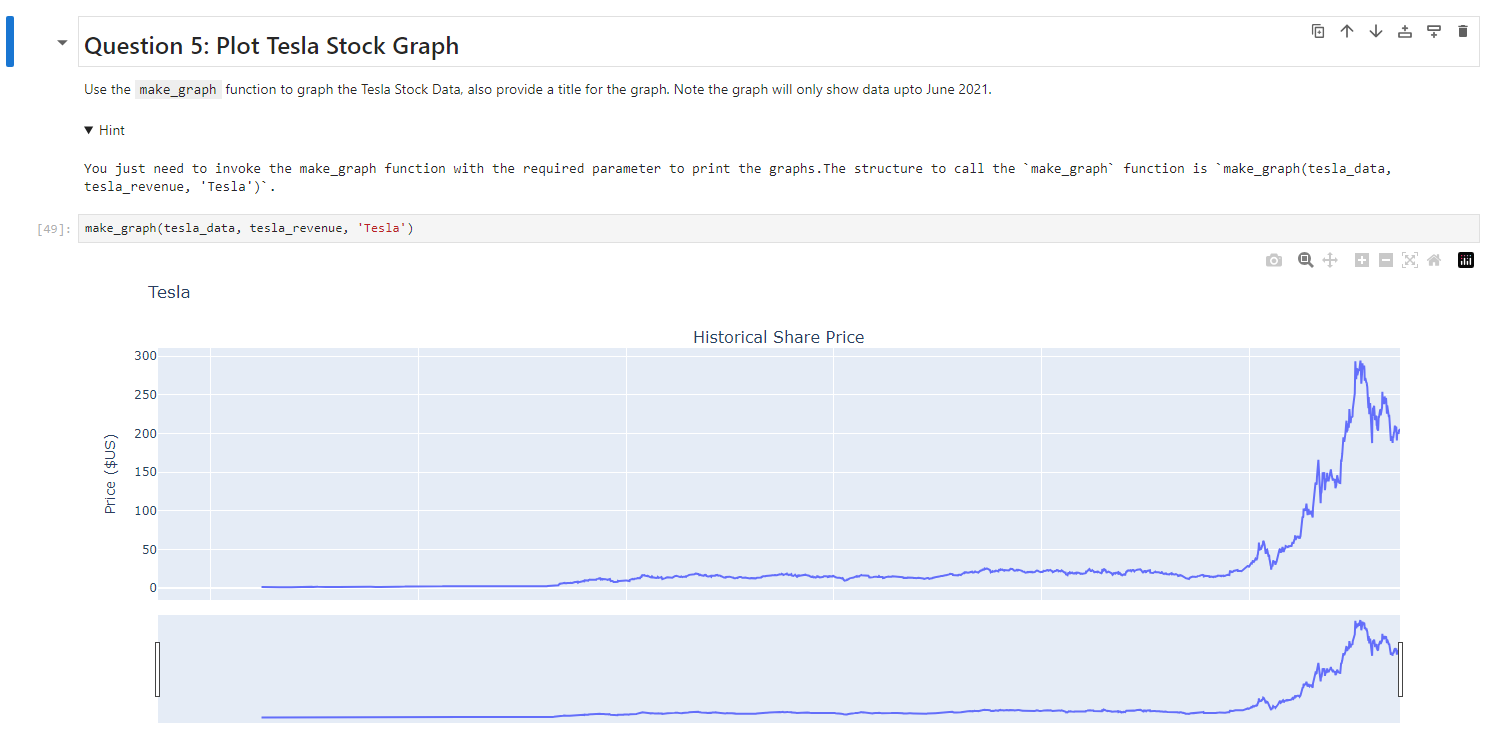 Question 5: Plot Tesla Stock Graph
Use the make_graph function to graph the Tesla Stock Data, also provide a title for the graph. Note the graph will only show data upto June 2021.
▼ Hint
You just need to invoke the make_graph function with the required parameter to print the graphs.The structure to call the `make_graph` function is `make_graph(tesla_data,
tesla_revenue, 'Tesla')`.
[49]: make_graph(tesla_data, tesla_revenue, 'Tesla')
Tesla
Historical Share Price
Price ($US)
300
250
200
150
100
50
0